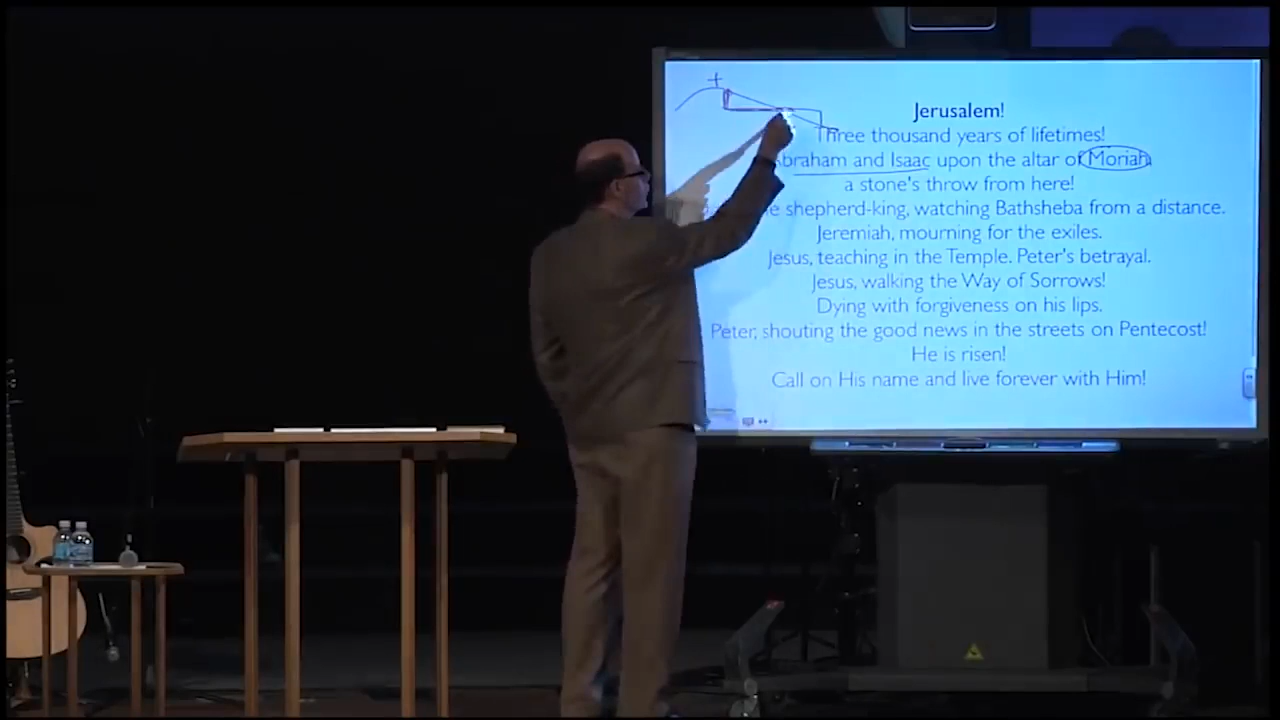 Jerusalem!
Three thousand years of lifetimes!
braham and Isaac upon the altar of Moriah,
a stone's throw from here!
shepherd-king, watching Bathsheba from a distance.
Jeremiah, mourning for the exiles.
Jesus, teaching in the Temple. Peter's betrayal.
Jesus, walking the Way of Sorrows!
Dying with forgiveness on his lips.
Peter, shouting the good news in the streets on Pentecost!
He is risen!
Call on His name and live forever with Him!